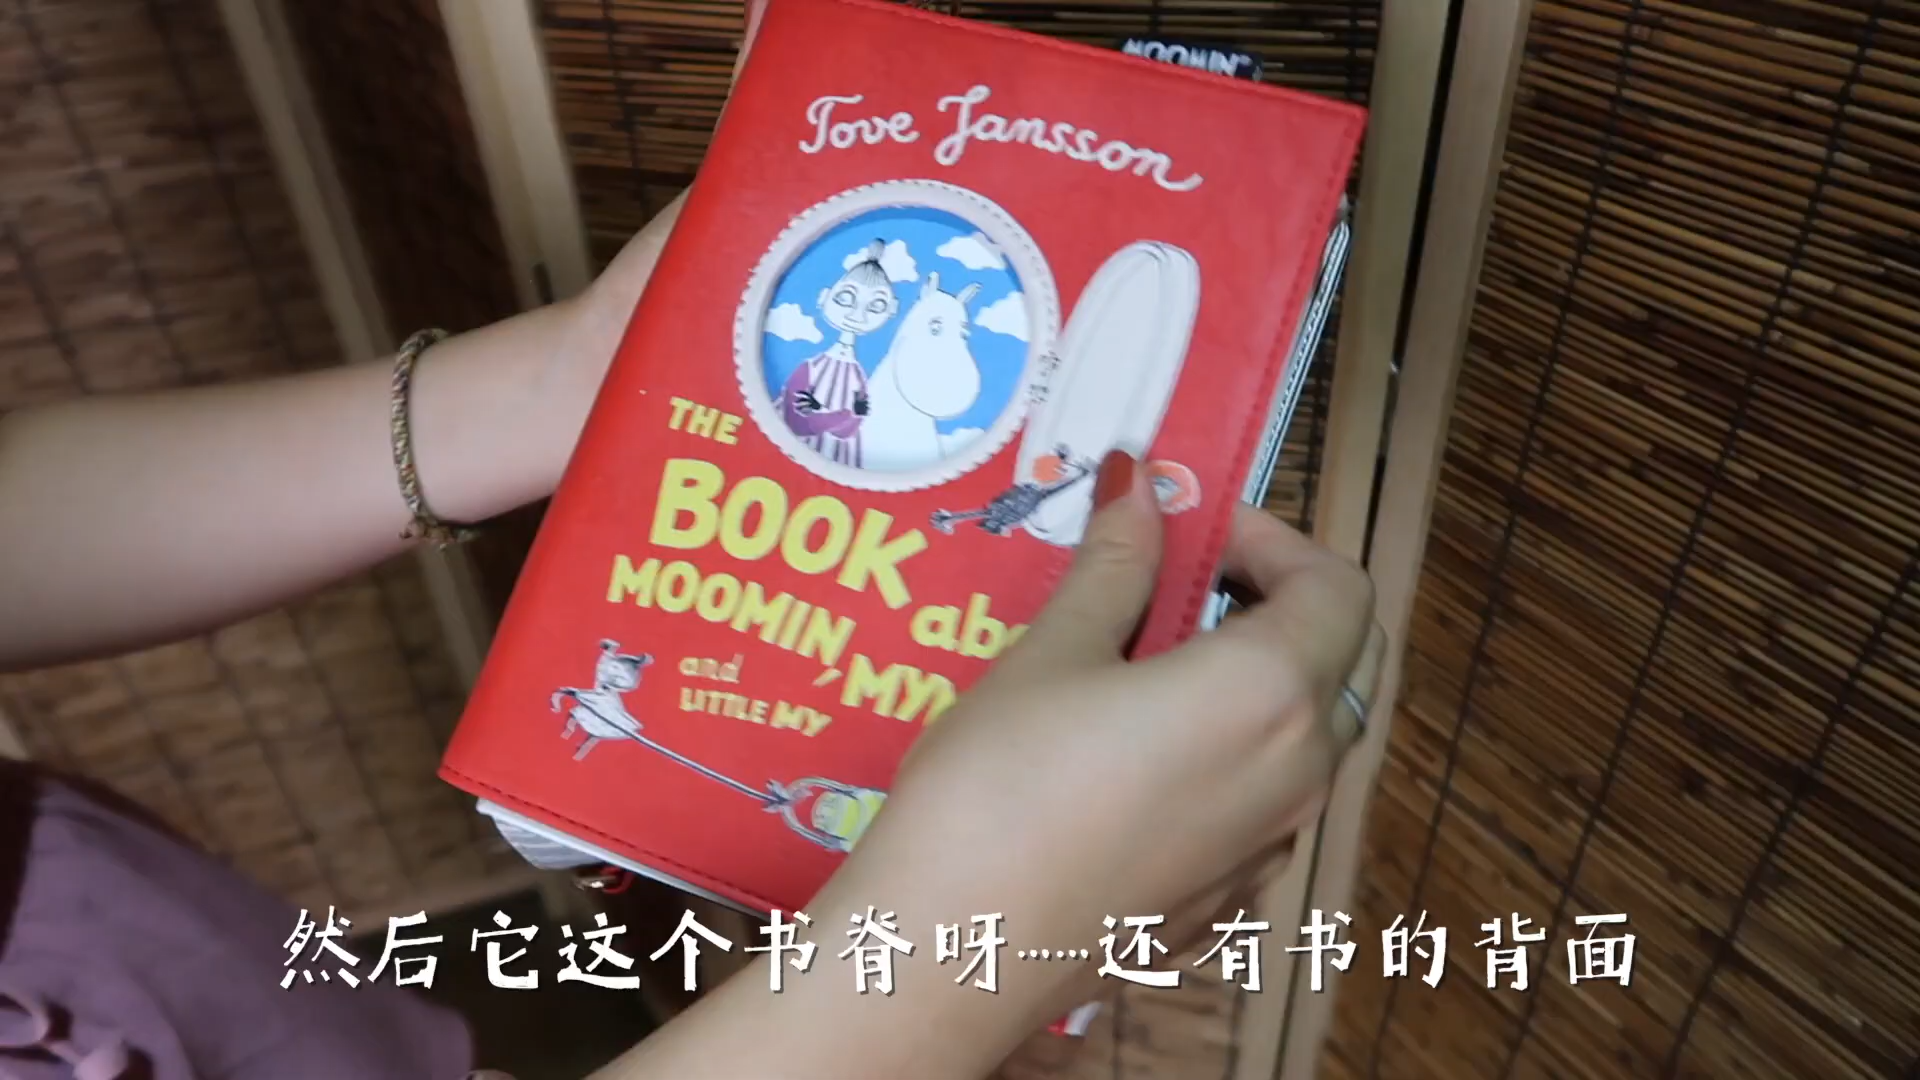 MOOMIN
Tove Jansson
THE
BOOK
MOOMIN,
and
LITTLE MY
然后它这个书脊呀……还有书的背面